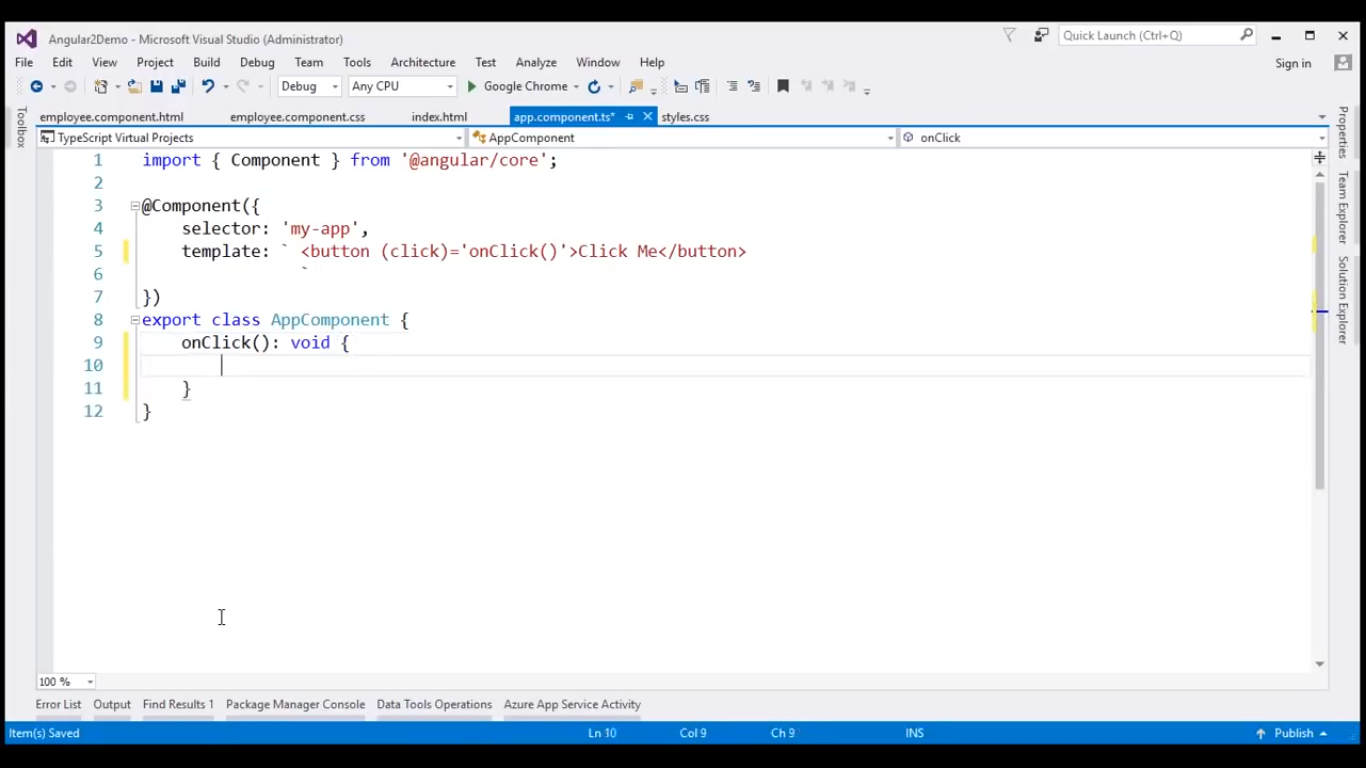 Angular2Demo - Microsoft Visual Studio (Administrator)
Quick Launch (Ctrl+Q)
File Edit View Project Build Debug Team Tools Architecture Test Analyze Window Help
Sign in
Debug Any CPU Google Chrome
Toolbox
employee.component.html employee.component.css index.html app.component.ts* styles.css
TypeScript Virtual Projects AppComponent onClick
1 import { Component } from '@angular/core';
2
3 @Component({
4 selector: 'my-app',
5 template: ` <button (click)='onClick()'>Click Me</button>
6 `
7 })
8 export class AppComponent {
9 onClick(): void {
10
11 }
12 }
Properties
Team Explorer
Solution Explorer
100 %
Error List Output Find Results 1 Package Manager Console Data Tools Operations Azure App Service Activity
Item(s) Saved Ln 10 Col 9 Ch 9 INS Publish